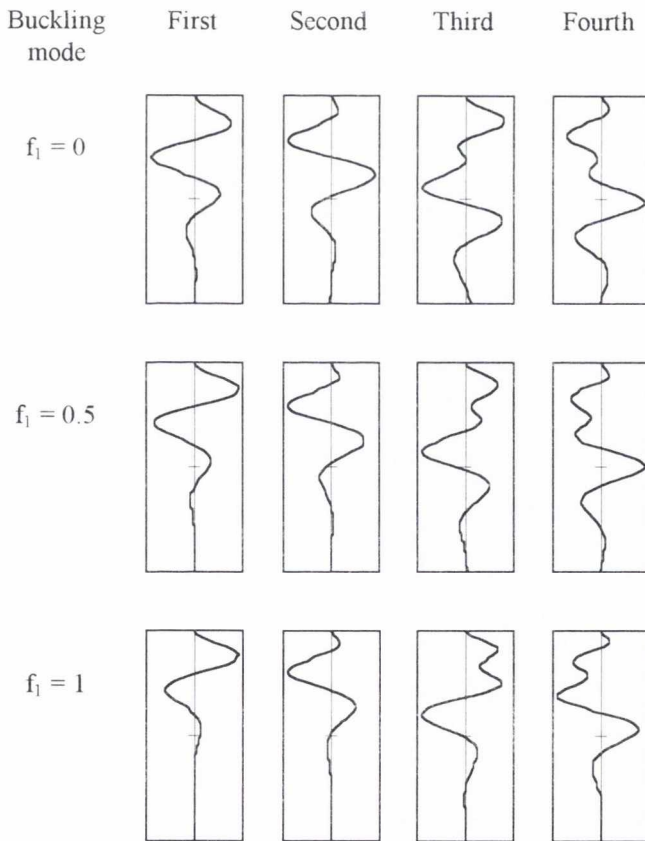 Buckling mode First Second Third Fourth
f₁ = 0
f₁ = 0.5
f₁ = 1